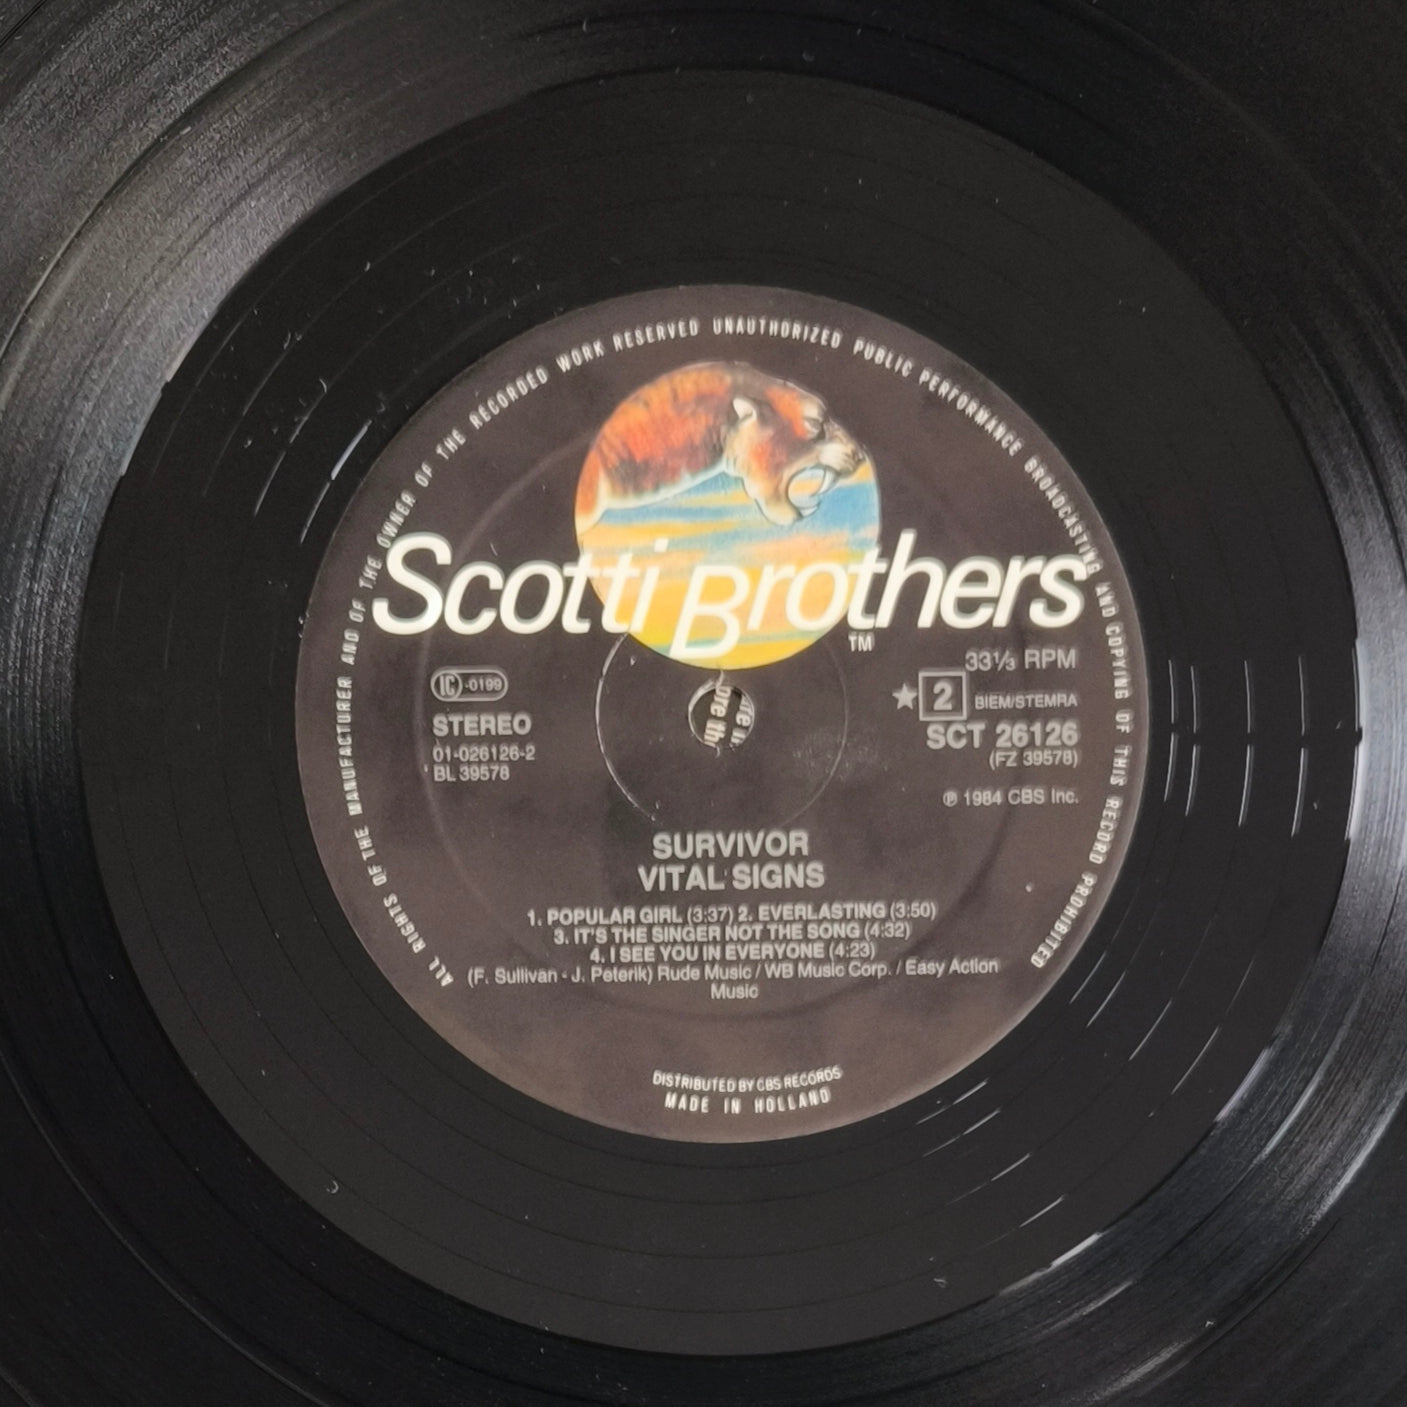 ALL RIGHTS OF THE MANUFACTURER AND OF THE OWNER OF THE RECORDED WORK RESERVED UNAUTHORIZED PUBLIC PERFORMANCE BROADCASTING AND COPYING OF THIS RECORD PROHIBITED
Scotti Brothers
TM
33⅓ RPM
LC -0199
★ 2 BIEM/STEMRA
STEREO
SCT 26126
01-026126-2
(FZ 39578)
BL 39578
℗ 1984 CBS Inc.
SURVIVOR
VITAL SIGNS
1. POPULAR GIRL (3:37) 2. EVERLASTING (3:50)
3. IT'S THE SINGER NOT THE SONG (4:32)
4. I SEE YOU IN EVERYONE (4:23)
(F. Sullivan - J. Peterik) Rude Music / WB Music Corp. / Easy Action
Music
DISTRIBUTED BY CBS RECORDS
MADE IN HOLLAND